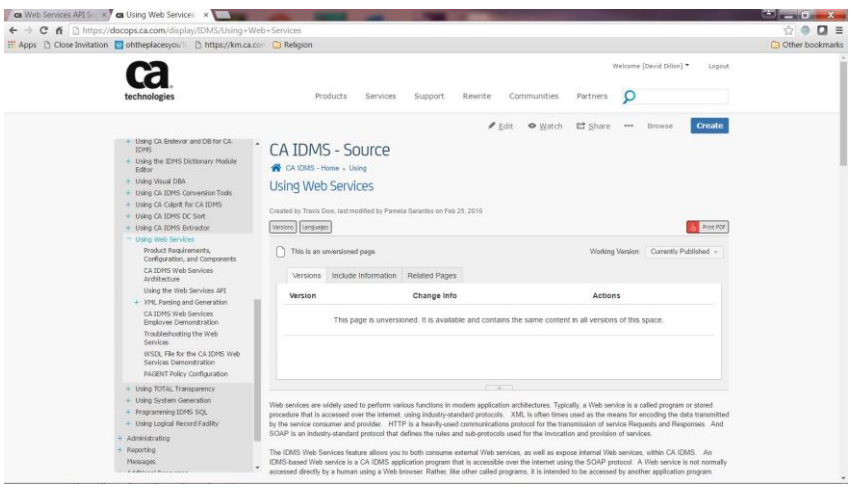 Web Services API S
Using Web Services
https://docops.ca.com/display/IDMS/Using+Web+Services
Apps
Close Invitation
ohtheplacesyou'll
https://km.ca.com
Religion
Other bookmarks
ca
technologies
Welcome [David Dillon]
Logout
Products
Services
Support
Rewrite
Communities
Partners
Edit
Watch
Share
Browse
Create
Using CA Endevor and DB for CA
IDMS
Using the IDMS Dictionary Module
Editor
Using Visual DBA
Using CA IDMS Conversion Tools
Using CA Culprit for CA IDMS
Using CA IDMS DC Sort
Using CA IDMS Extractor
Using Web Services
Product Requirements,
Configuration, and Components
CA IDMS Web Services
Architecture
Using the Web Services API
XML Parsing and Generation
CA IDMS Web Services
Employee Demonstration
Troubleshooting the Web
Services
WSDL File for the CA IDMS Web
Services Demonstration
PAGENT Policy Configuration
Using TOTAL Transparency
Using System Generation
Programming IDMS SQL
Using Logical Record Facility
Administrating
Reporting
Messages
CA IDMS - Source
CA IDMS - Home » Using
Using Web Services
Created by Travis Dow, last modified by Pamela Sarantos on Feb 25, 2016
Versions
Languages
Print PDF
This is an unversioned page
Working Version: Currently Published
Versions
Include Information
Related Pages
Version
Change Info
Actions
This page is unversioned. It is available and contains the same content in all versions of this space.
Web services are widely used to perform various functions in modern application architectures. Typically, a Web service is a called program or stored
procedure that is accessed over the internet, using industry-standard protocols. XML is often times used as the means for encoding the data transmitted
by the service consumer and provider. HTTP is a heavily-used communications protocol for the transmission of service Requests and Responses. And
SOAP is an industry-standard protocol that defines the rules and sub-protocols used for the invocation and provision of services.
The IDMS Web Services feature allows you to both consume external Web services, as well as expose internal Web services, within CA IDMS. An
IDMS-based Web service is a CA IDMS application program that is accessible over the internet using the SOAP protocol. A Web service is not normally
accessed directly by a human using a Web browser. Rather, like other called programs, it is intended to be accessed by another application program.